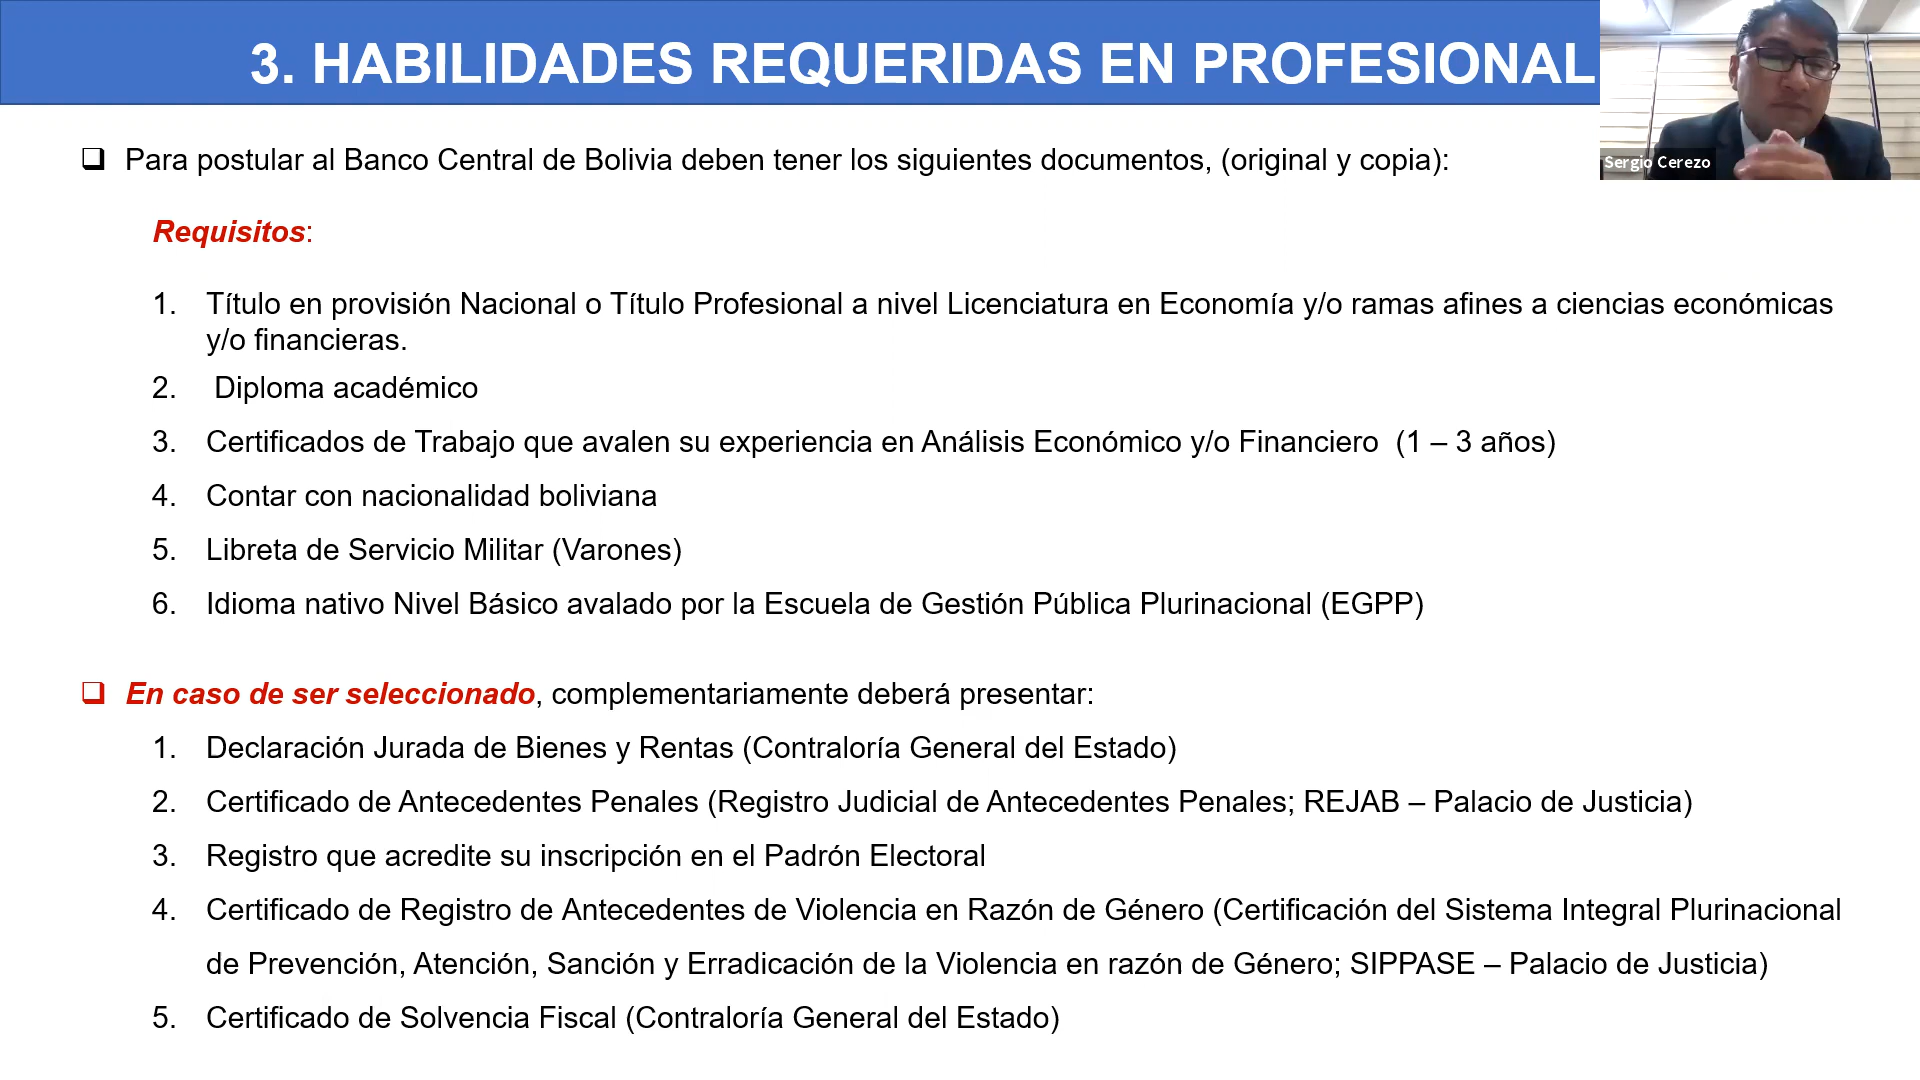 3. HABILIDADES REQUERIDAS EN PROFESIONAL
Sergio Cerezo
❑ Para postular al Banco Central de Bolivia deben tener los siguientes documentos, (original y copia):
Requisitos:
1. Título en provisión Nacional o Título Profesional a nivel Licenciatura en Economía y/o ramas afines a ciencias económicas
y/o financieras.
2. Diploma académico
3. Certificados de Trabajo que avalen su experiencia en Análisis Económico y/o Financiero (1 – 3 años)
4. Contar con nacionalidad boliviana
5. Libreta de Servicio Militar (Varones)
6. Idioma nativo Nivel Básico avalado por la Escuela de Gestión Pública Plurinacional (EGPP)
❑ En caso de ser seleccionado, complementariamente deberá presentar:
1. Declaración Jurada de Bienes y Rentas (Contraloría General del Estado)
2. Certificado de Antecedentes Penales (Registro Judicial de Antecedentes Penales; REJAB – Palacio de Justicia)
3. Registro que acredite su inscripción en el Padrón Electoral
4. Certificado de Registro de Antecedentes de Violencia en Razón de Género (Certificación del Sistema Integral Plurinacional
de Prevención, Atención, Sanción y Erradicación de la Violencia en razón de Género; SIPPASE – Palacio de Justicia)
5. Certificado de Solvencia Fiscal (Contraloría General del Estado)